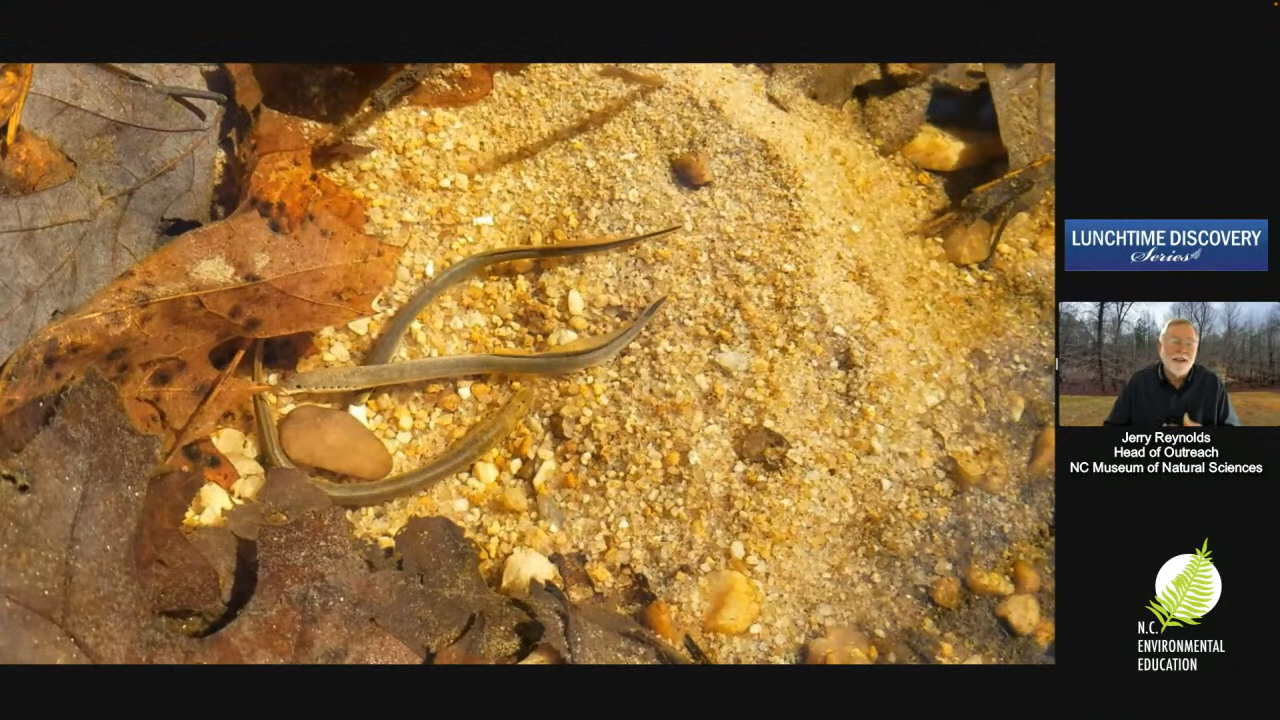 LUNCHTIME DISCOVERY
Series
Jerry Reynolds
Head of Outreach
NC Museum of Natural Sciences
N.C.
ENVIRONMENTAL
EDUCATION